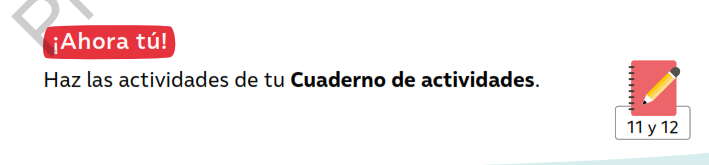 ¡Ahora tú!
Haz las actividades de tu Cuaderno de actividades.
11 y 12